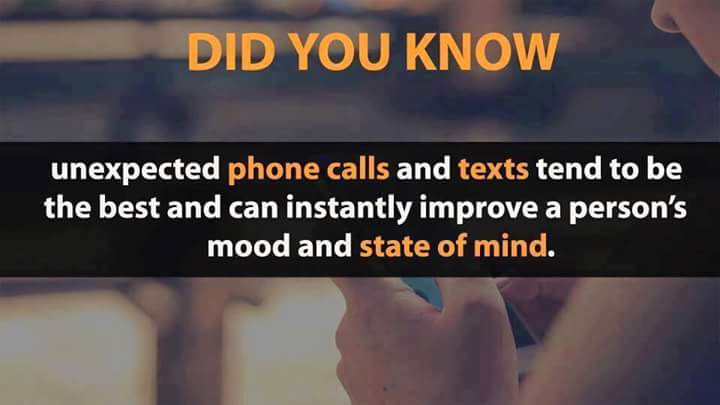 DID YOU KNOW
unexpected phone calls and texts tend to be
the best and can instantly improve a person's
mood and state of mind.